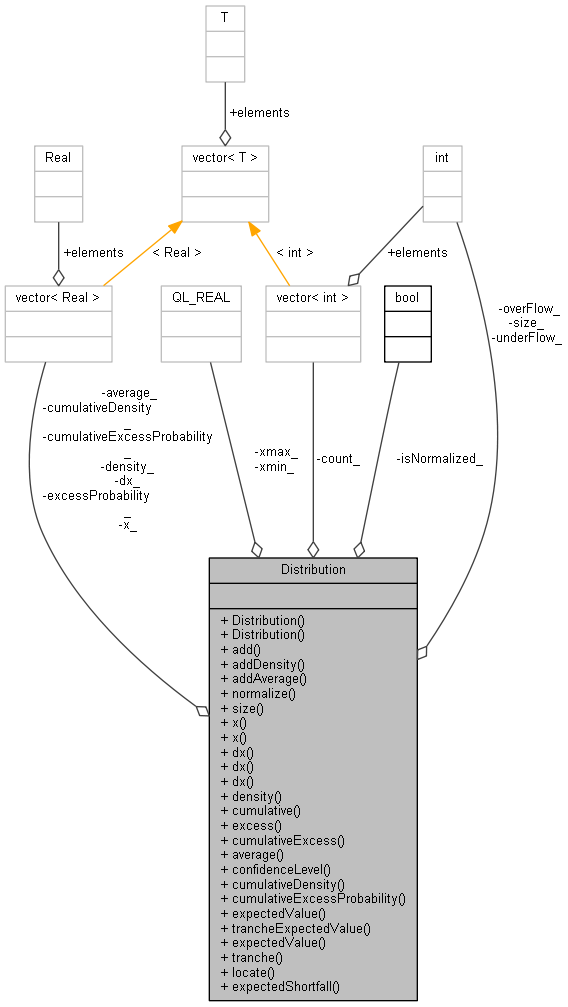 T
+elements
Real
vector< T >
int
+elements
< Real >
< int >
+elements
vector< Real >
QL_REAL
vector< int >
bool
-overFlow_
-size_
-underFlow_
-average_
-cumulativeDensity
_
-cumulativeExcessProbability
_
-density_
-dx_
-excessProbability
_
-x_
-xmax_
-xmin_
-count_
-isNormalized_
Distribution
+ Distribution()
+ Distribution()
+ add()
+ addDensity()
+ addAverage()
+ normalize()
+ size()
+ x()
+ x()
+ dx()
+ dx()
+ dx()
+ density()
+ cumulative()
+ excess()
+ cumulativeExcess()
+ average()
+ confidenceLevel()
+ cumulativeDensity()
+ cumulativeExcessProbability()
+ expectedValue()
+ trancheExpectedValue()
+ expectedValue()
+ tranche()
+ locate()
+ expectedShortfall()